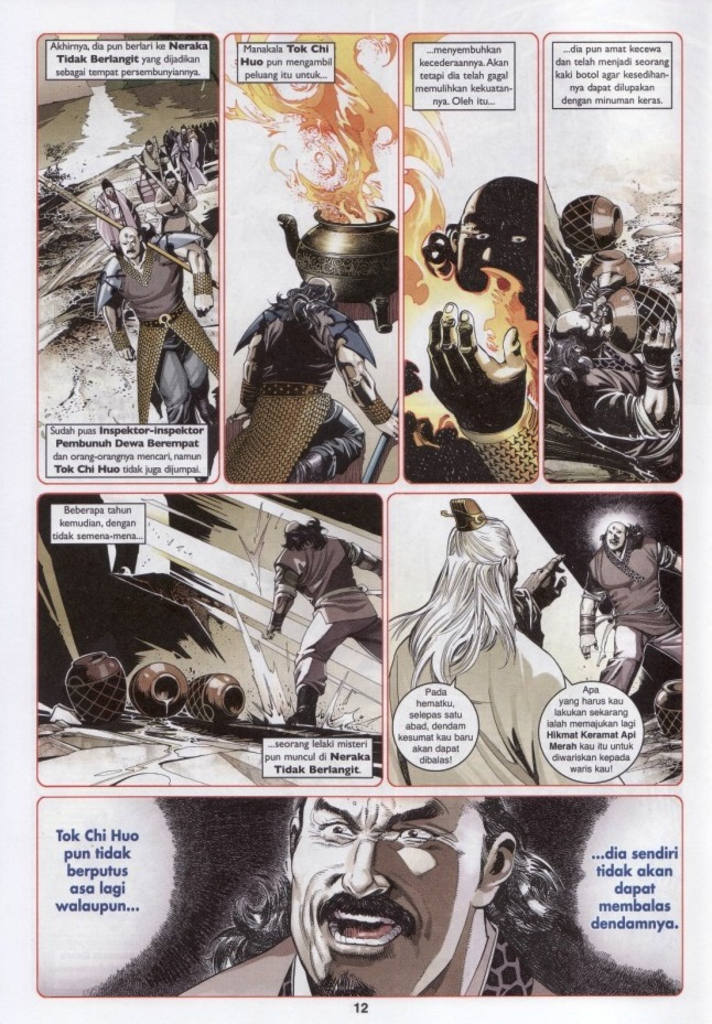 Akhirnya, dia pun berlari ke Neraka
Tidak Berlangit yang dijadikan
sebagai tempat persembunyiannya.
Sudah puas Inspektor-inspektor
Pembunuh Dewa Berempat
dan orang-orangnya mencari, namun
Tok Chi Huo tidak juga dijumpai.
Manakala Tok Chi
Huo pun mengambil
peluang itu untuk...
...menyembuhkan
kecederaannya. Akan
tetapi dia telah gagal
memulihkan kekuatan-
nya. Oleh itu...
...dia pun amat kecewa
dan telah menjadi seorang
kaki botol agar kesedihan-
nya dapat dilupakan
dengan minuman keras.
Beberapa tahun
kemudian, dengan
tidak semena-mena...
...seorang lelaki misteri
pun muncul di Neraka
Tidak Berlangit.
Pada
hematku,
selepas satu
abad, dendam
kesumat kau baru
akan dapat
dibalas!
Apa
yang harus kau
lakukan sekarang
ialah memajukan lagi
Hikmat Keramat Api
Merah kau itu untuk
diwariskan kepada
waris kau!
Tok Chi Huo
pun tidak
berputus
asa lagi
walaupun...
...dia sendiri
tidak akan
dapat
membalas
dendamnya.
12